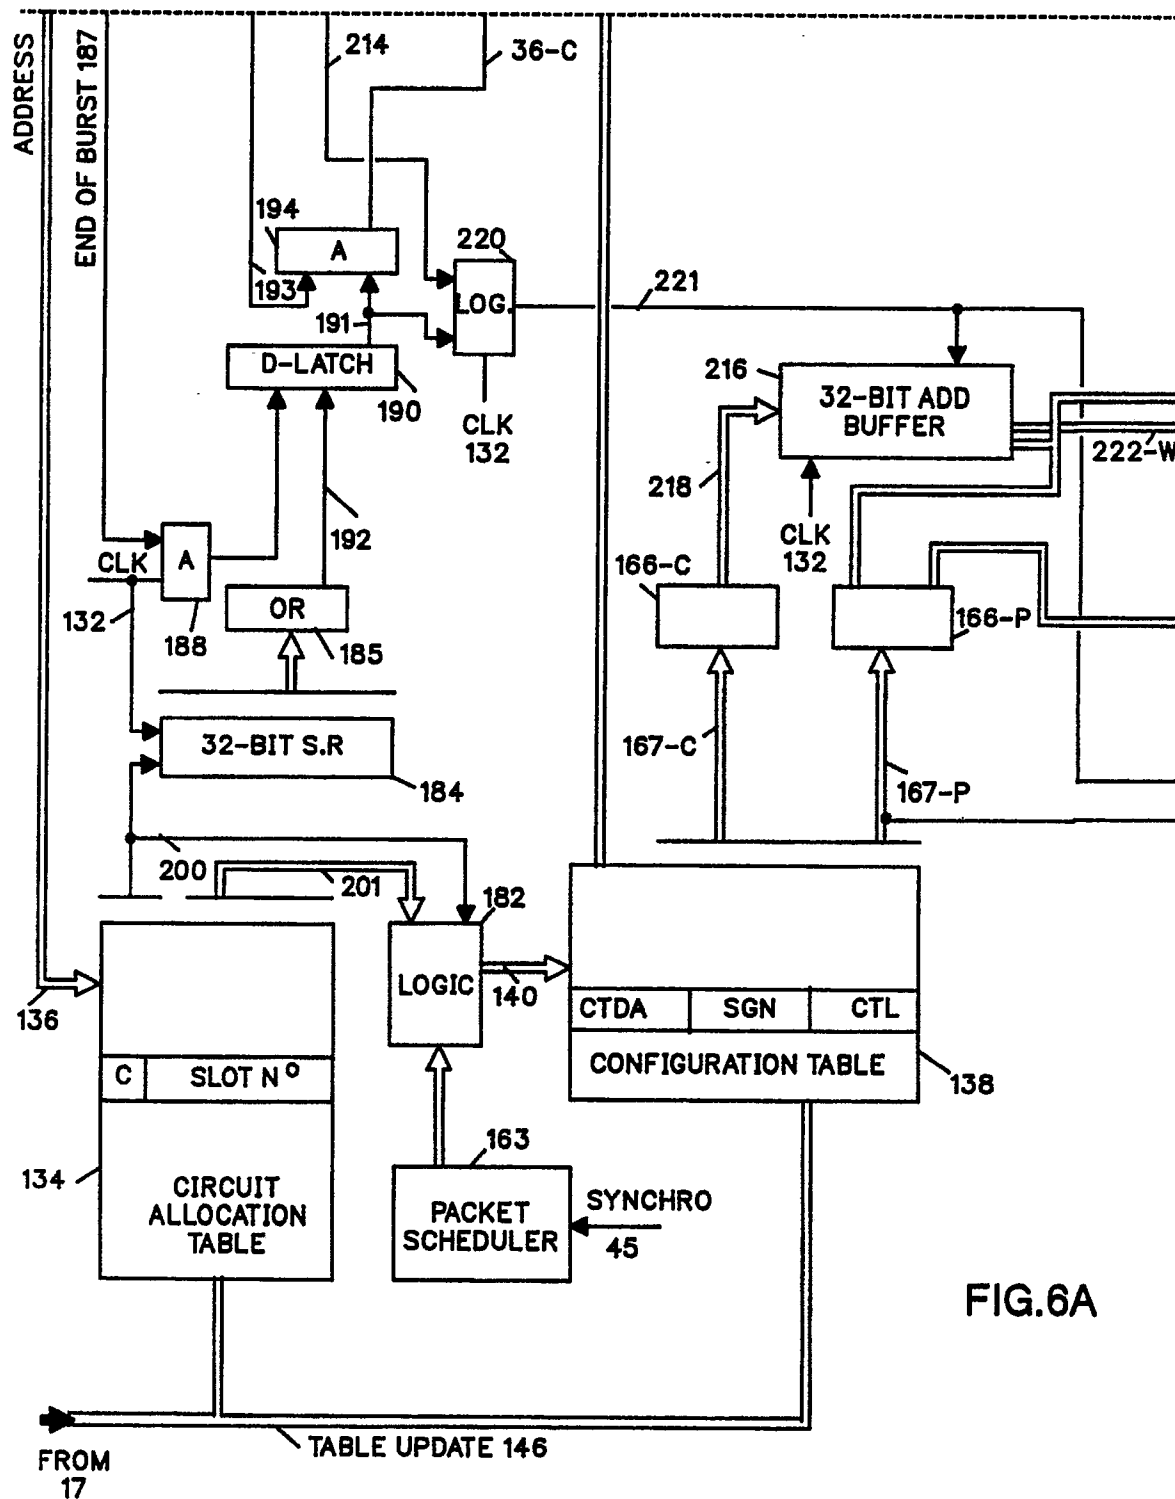 ADDRESS
END OF BURST 187
214
36-C
194
A
193
220
LOG.
191
221
D-LATCH
190
CLK
132
216
32-BIT ADD
BUFFER
222-W
218
CLK
132
192
CLK
A
132
188
OR
185
166-C
166-P
32-BIT S.R
184
167-C
167-P
200
201
182
LOGIC
140
136
C
SLOT Nº
CTDA
SGN
CTL
CONFIGURATION TABLE
138
134
CIRCUIT
ALLOCATION
TABLE
163
PACKET
SCHEDULER
SYNCHRO
45
FIG.6A
TABLE UPDATE 146
FROM
17